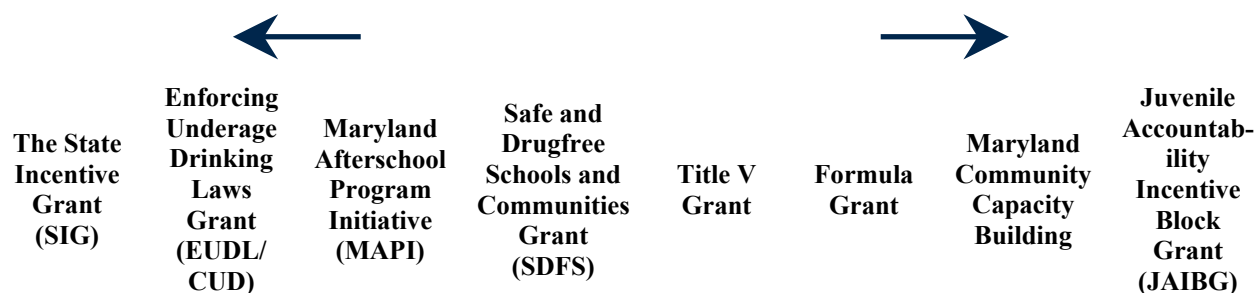 The State
Incentive
Grant
(SIG)
Enforcing
Underage
Drinking
Laws
Grant
(EUDL/
CUD)
Maryland
Afterschool
Program
Initiative
(MAPI)
Safe and
Drugfree
Schools and
Communities
Grant
(SDFS)
Title V
Grant
Formula
Grant
Maryland
Community
Capacity
Building
Juvenile
Accountab-
ility
Incentive
Block
Grant
(JAIBG)